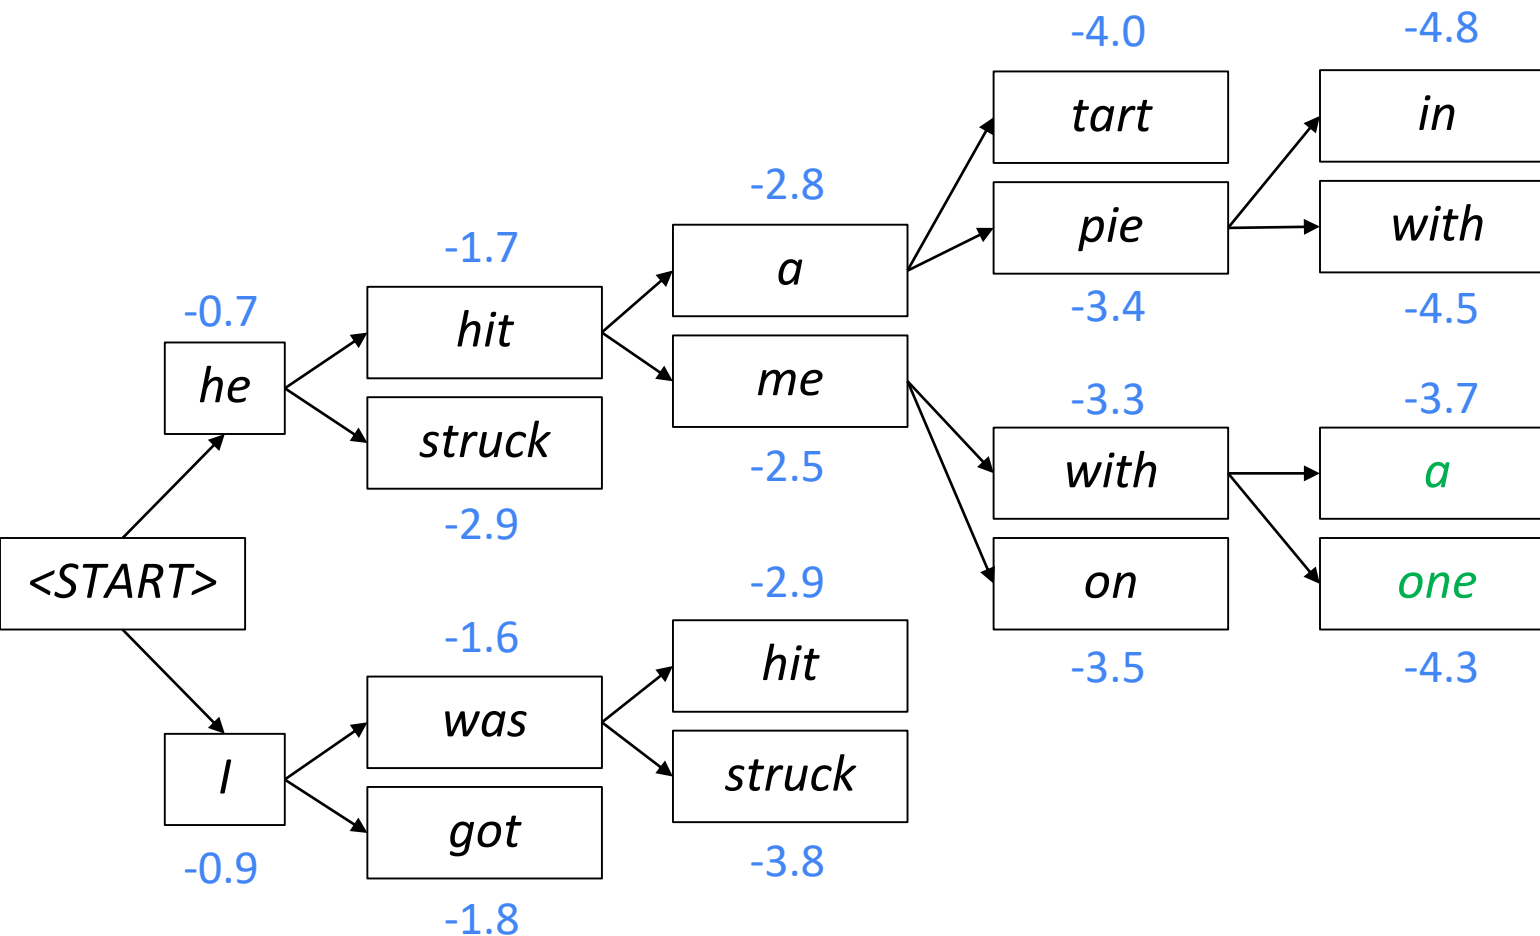 -4.0
-4.8
tart
in
-2.8
pie
with
-1.7
a
-0.7
hit
-3.4
-4.5
he
me
-3.3
-3.7
struck
-2.5
with
a
-2.9
<START>
-2.9
on
one
-1.6
hit
-3.5
-4.3
was
I
struck
got
-0.9
-3.8
-1.8